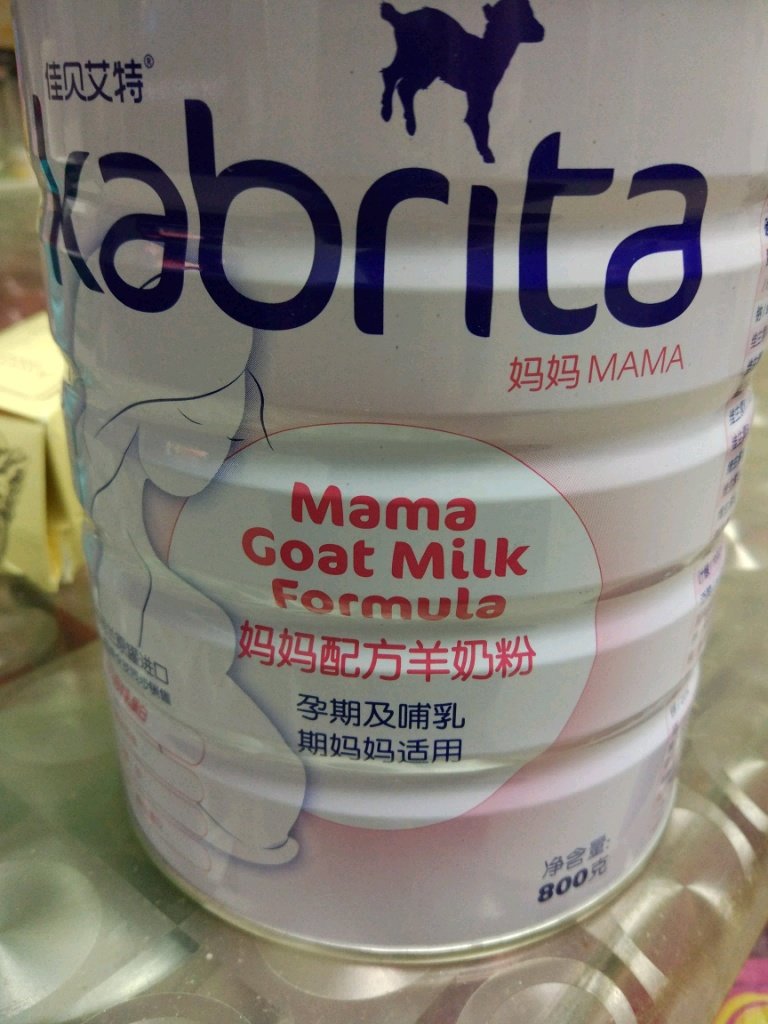 佳贝艾特®
kabrita
妈妈 MAMA
Mama
Goat Milk
Formula
妈妈配方羊奶粉
孕期及哺乳
期妈妈适用
净含量:
800克